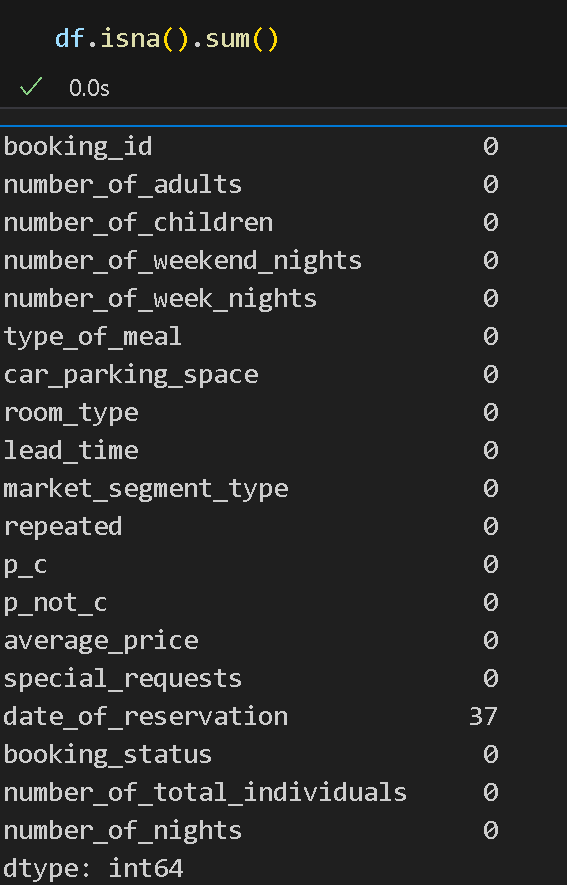 df.isna().sum()
0.0s
booking_id 0
number_of_adults 0
number_of_children 0
number_of_weekend_nights 0
number_of_week_nights 0
type_of_meal 0
car_parking_space 0
room_type 0
lead_time 0
market_segment_type 0
repeated 0
p_c 0
p_not_c 0
average_price 0
special_requests 0
date_of_reservation 37
booking_status 0
number_of_total_individuals 0
number_of_nights 0
dtype: int64